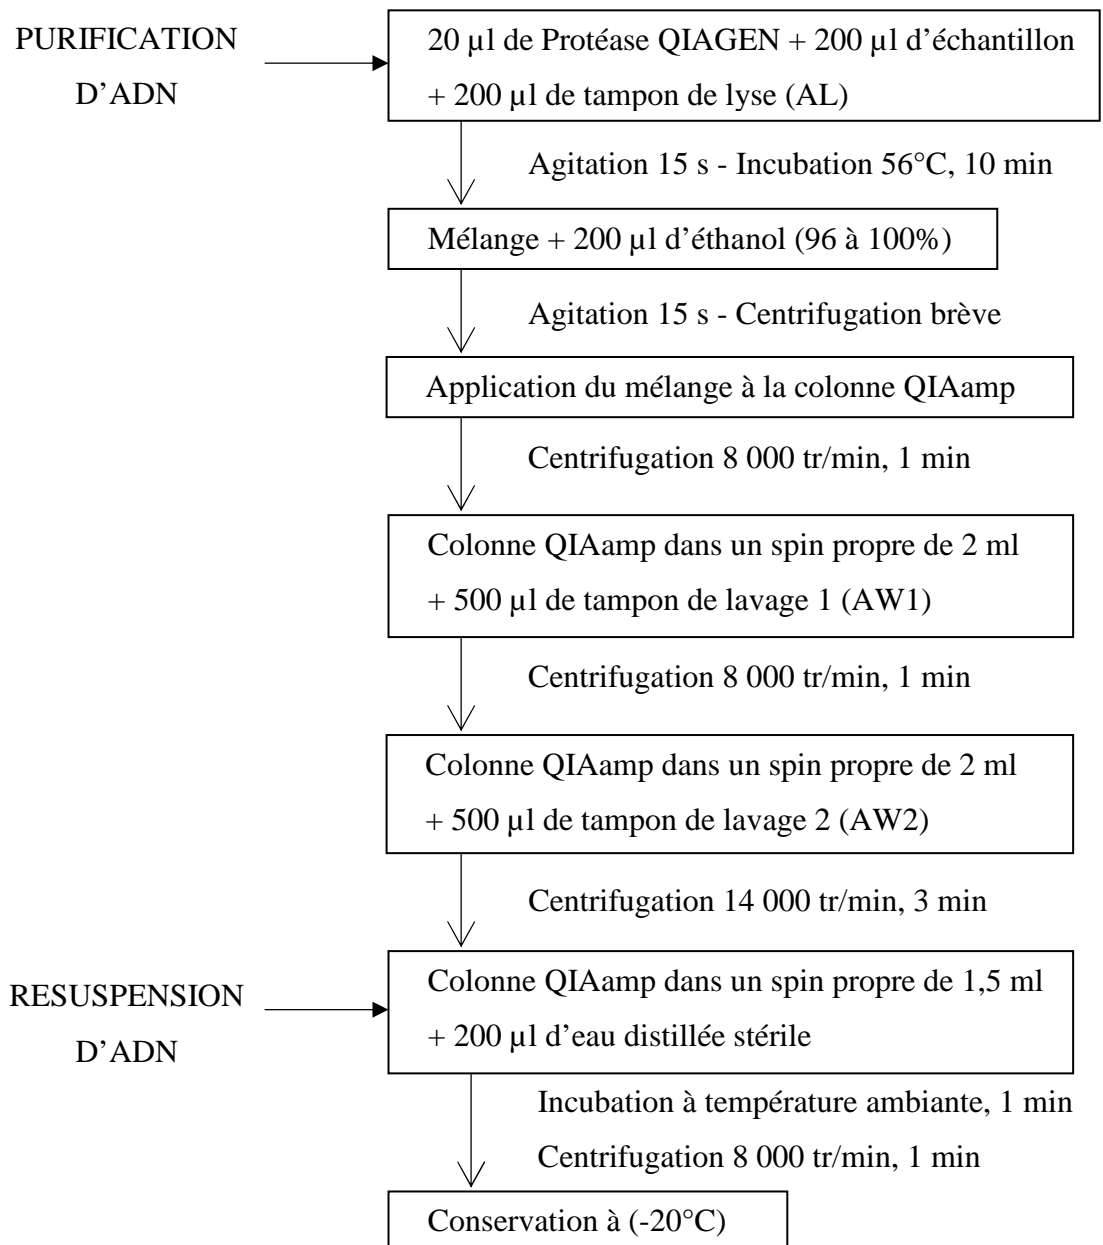 PURIFICATION
D’ADN
20 µl de Protéase QIAGEN + 200 µl d’échantillon
+ 200 µl de tampon de lyse (AL)
Agitation 15 s - Incubation 56°C, 10 min
Mélange + 200 µl d’éthanol (96 à 100%)
Agitation 15 s - Centrifugation brève
Application du mélange à la colonne QIAamp
Centrifugation 8 000 tr/min, 1 min
Colonne QIAamp dans un spin propre de 2 ml
+ 500 µl de tampon de lavage 1 (AW1)
Centrifugation 8 000 tr/min, 1 min
Colonne QIAamp dans un spin propre de 2 ml
+ 500 µl de tampon de lavage 2 (AW2)
Centrifugation 14 000 tr/min, 3 min
RESUSPENSION
D’ADN
Colonne QIAamp dans un spin propre de 1,5 ml
+ 200 µl d’eau distillée stérile
Incubation à température ambiante, 1 min
Centrifugation 8 000 tr/min, 1 min
Conservation à (-20°C)